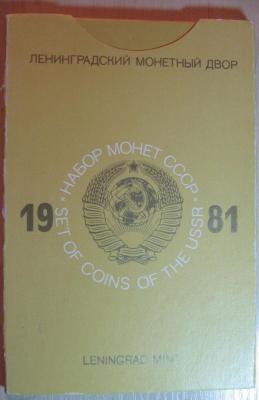 ЛЕНИНГРАДСКИЙ МОНЕТНЫЙ ДВОР
* НАБОР МОНЕТ СССР *
19 81
SET OF COINS OF THE USSR
LENINGRAD MINT